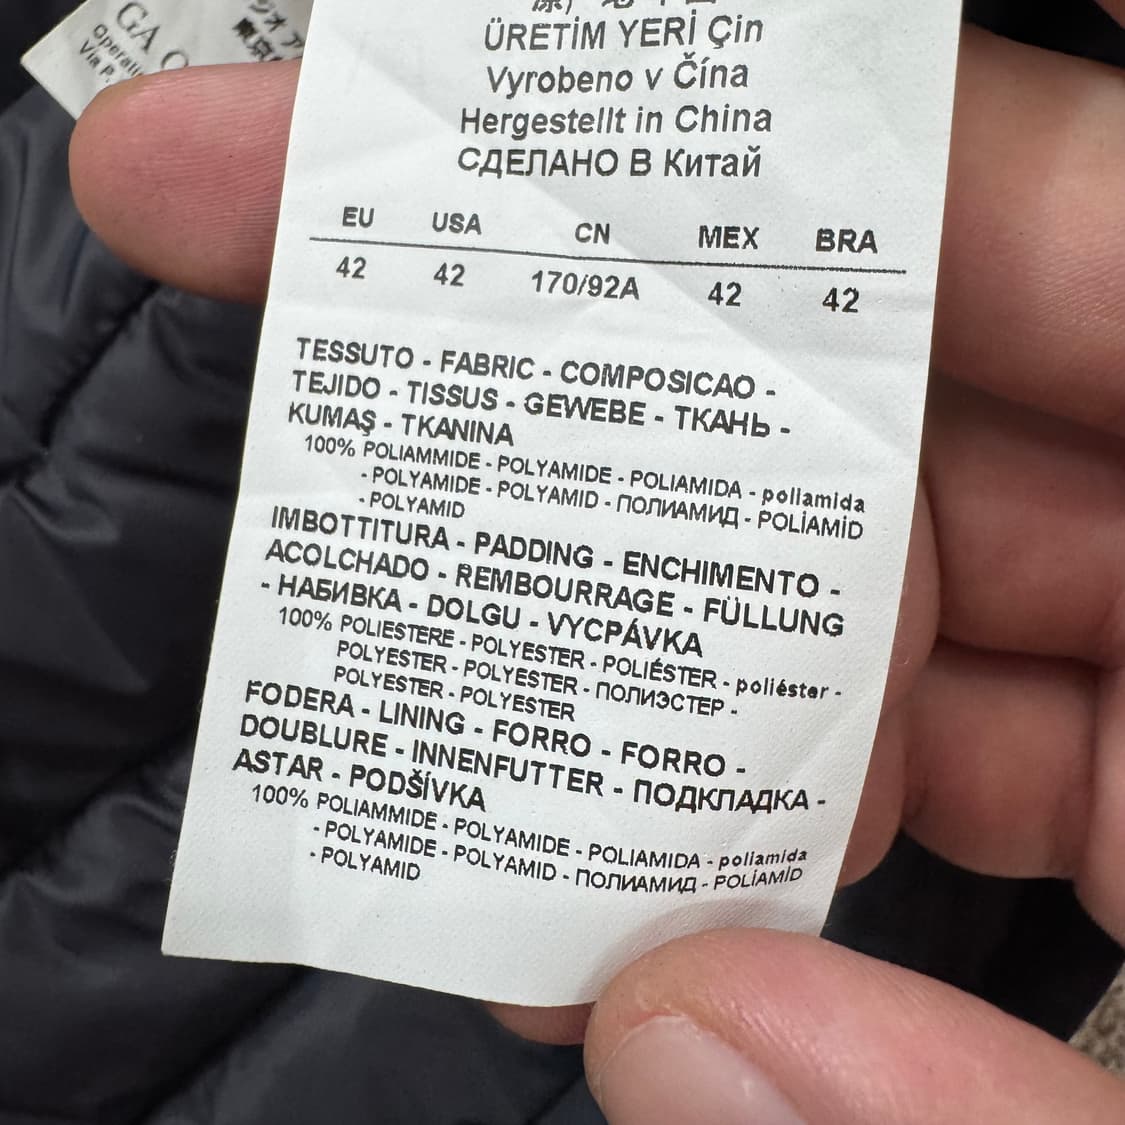 GA
Via P.
ÜRETİM YERİ Çin
Vyrobeno v Čína
Hergestellt in China
СДЕЛАНО В Китай
EU USA CN MEX BRA
42 42 170/92A 42 42
TESSUTO - FABRIC - COMPOSICAO -
TEJIDO - TISSUS - GEWEBE - ТКАНЬ -
KUMAŞ - TKANINA
100% POLIAMMIDE - POLYAMIDE - POLIAMIDA - poliamida
- POLYAMIDE - POLYAMID - ПОЛИАМИД - POLİAMİD
- POLYAMID
IMBOTTITURA - PADDING - ENCHIMENTO -
ACOLCHADO - REMBOURRAGE - FÜLLUNG
- НАБИВКА - DOLGU - VYCPÁVKA
100% POLIESTERE - POLYESTER - POLIÉSTER - poliéster -
POLYESTER - POLYESTER - ПОЛИЭСТЕР -
POLYESTER - POLYESTER
FODERA - LINING - FORRO - FORRO -
DOUBLURE - INNENFUTTER - ПОДКЛАДКА -
ASTAR - PODŠÍVKA
100% POLIAMMIDE - POLYAMIDE - POLIAMIDA - poliamida
- POLYAMIDE - POLYAMID - ПОЛИАМИД - POLİAMİD
- POLYAMID